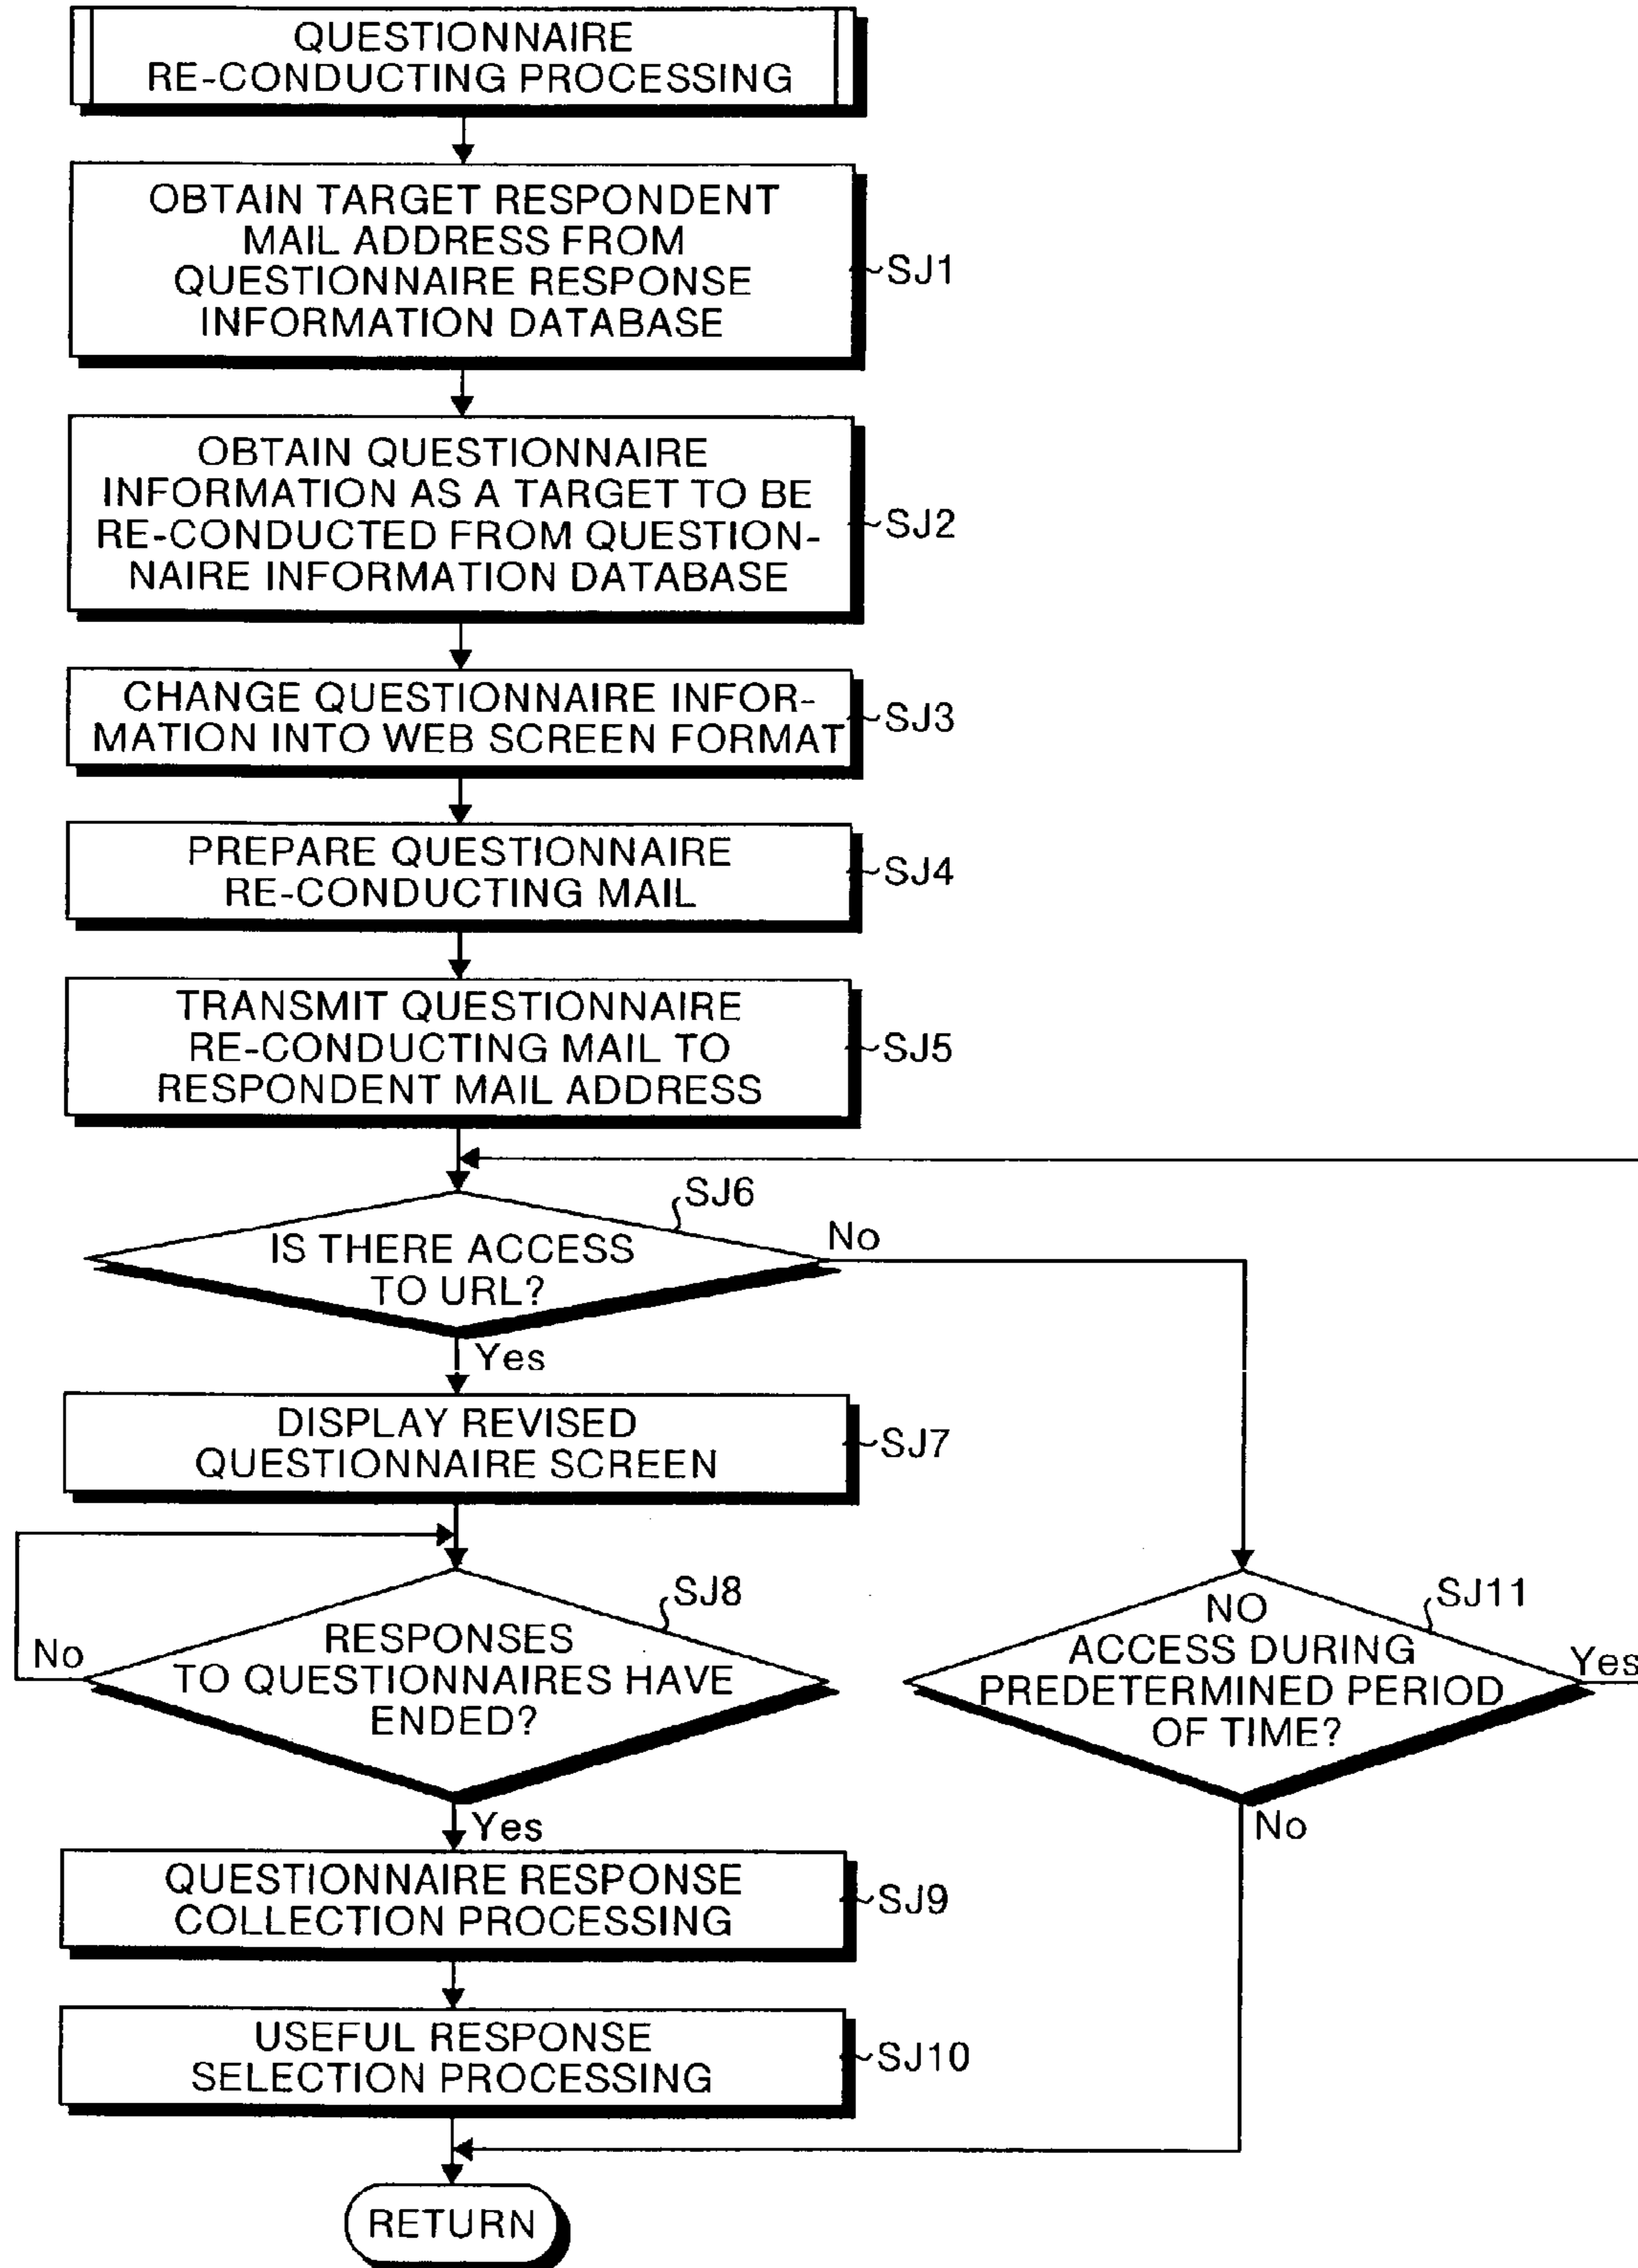 QUESTIONNAIRE
RE-CONDUCTING PROCESSING
OBTAIN TARGET RESPONDENT
MAIL ADDRESS FROM
QUESTIONNAIRE RESPONSE
INFORMATION DATABASE
SJ1
OBTAIN QUESTIONNAIRE
INFORMATION AS A TARGET TO BE
RE-CONDUCTED FROM QUESTION-
NAIRE INFORMATION DATABASE
SJ2
CHANGE QUESTIONNAIRE INFOR-
MATION INTO WEB SCREEN FORMAT
SJ3
PREPARE QUESTIONNAIRE
RE-CONDUCTING MAIL
SJ4
TRANSMIT QUESTIONNAIRE
RE-CONDUCTING MAIL TO
RESPONDENT MAIL ADDRESS
SJ5
SJ6
IS THERE ACCESS
TO URL?
No
Yes
DISPLAY REVISED
QUESTIONNAIRE SCREEN
SJ7
SJ8
RESPONSES
TO QUESTIONNAIRES HAVE
ENDED?
No
Yes
SJ11
NO
ACCESS DURING
PREDETERMINED PERIOD
OF TIME?
Yes
No
QUESTIONNAIRE RESPONSE
COLLECTION PROCESSING
SJ9
USEFUL RESPONSE
SELECTION PROCESSING
SJ10
RETURN